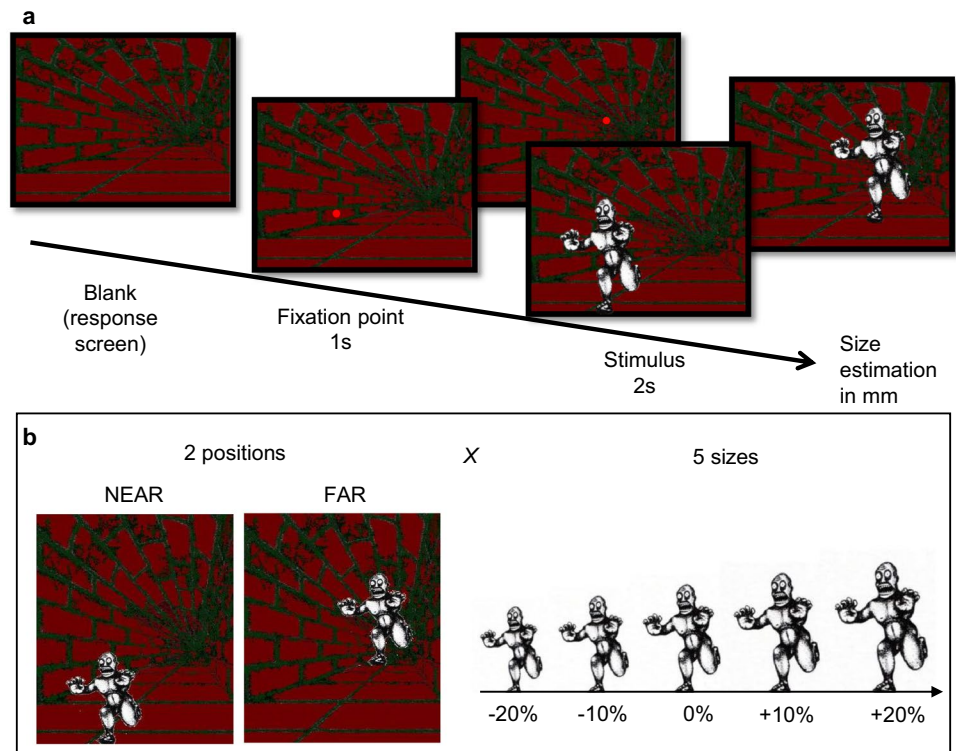 a
Blank
(response
screen)
Fixation point
1s
Stimulus
2s
Size
estimation
in mm
b
2 positions
X
5 sizes
NEAR
FAR
-20%
-10%
0%
+10%
+20%